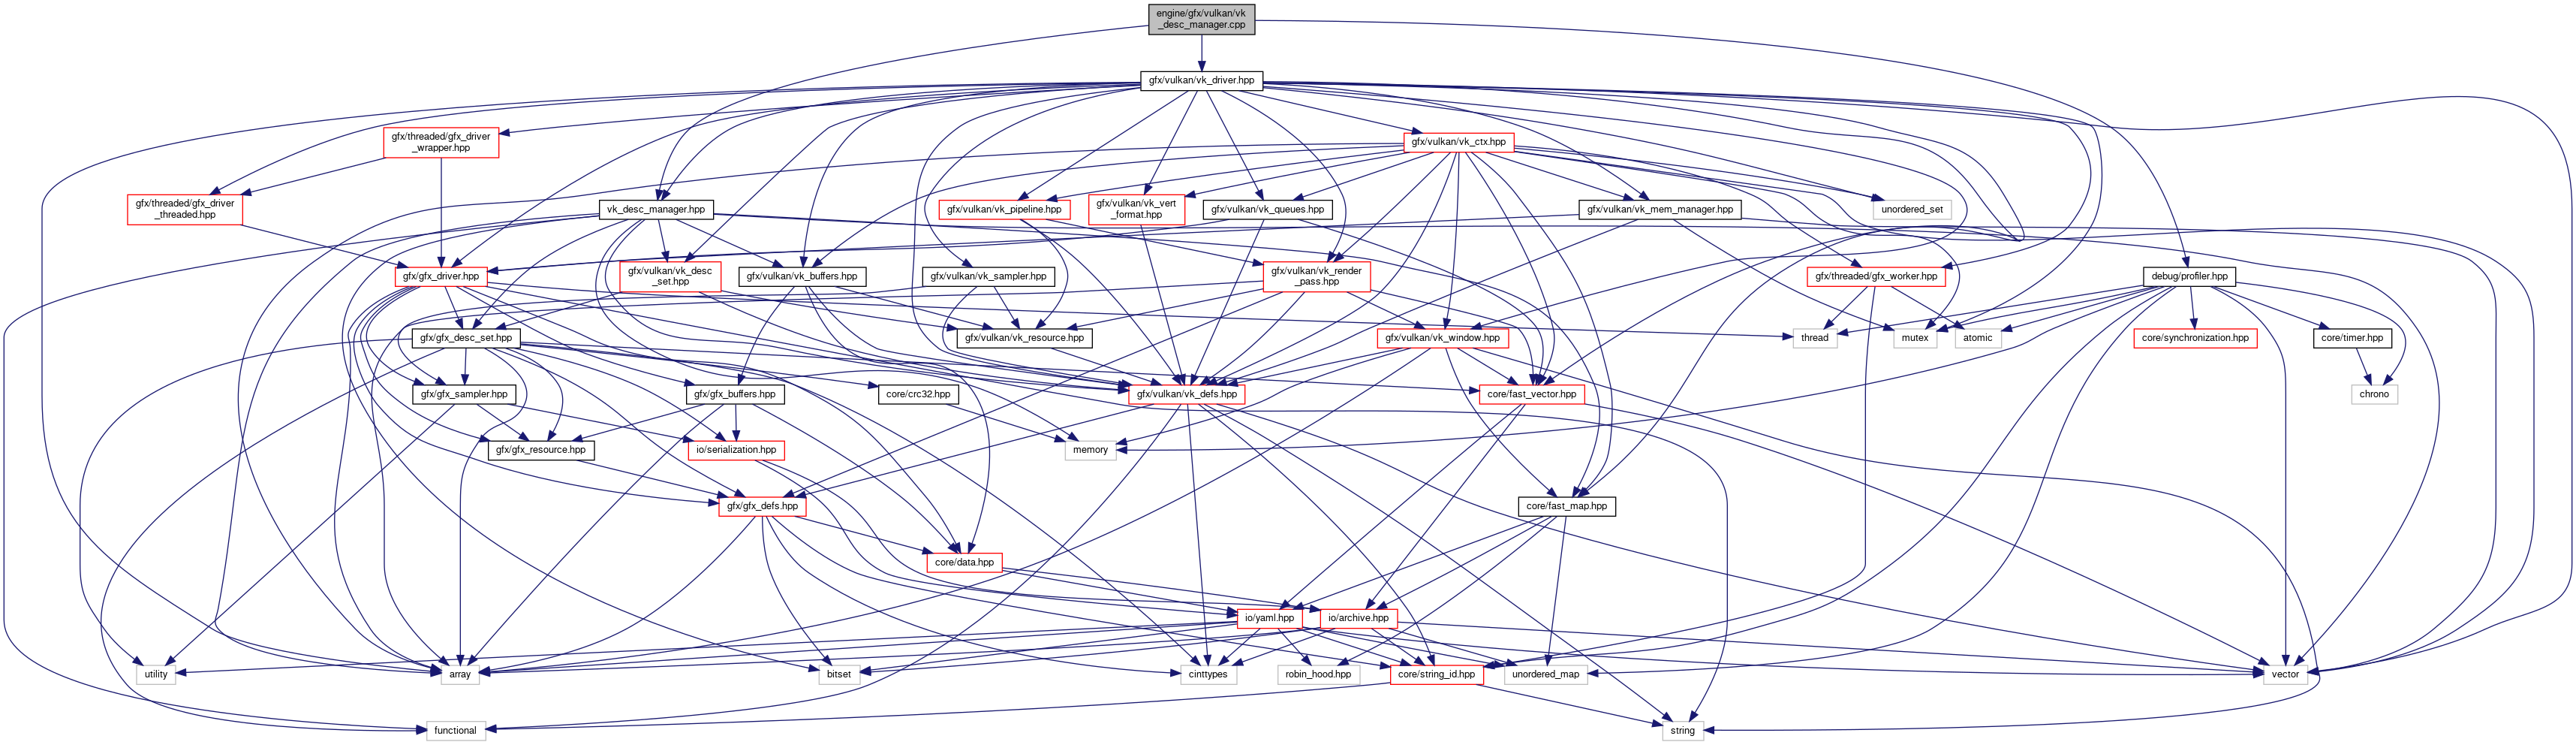 engine/gfx/vulkan/vk
_desc_manager.cpp
gfx/vulkan/vk_driver.hpp
gfx/threaded/gfx_driver
_wrapper.hpp
gfx/vulkan/vk_ctx.hpp
gfx/threaded/gfx_driver
_threaded.hpp
vk_desc_manager.hpp
gfx/vulkan/vk_pipeline.hpp
gfx/vulkan/vk_vert
_format.hpp
gfx/vulkan/vk_queues.hpp
gfx/vulkan/vk_mem_manager.hpp
unordered_set
gfx/gfx_driver.hpp
gfx/vulkan/vk_desc
_set.hpp
gfx/vulkan/vk_buffers.hpp
gfx/vulkan/vk_sampler.hpp
gfx/vulkan/vk_render
_pass.hpp
gfx/threaded/gfx_worker.hpp
debug/profiler.hpp
gfx/gfx_desc_set.hpp
gfx/vulkan/vk_resource.hpp
gfx/vulkan/vk_window.hpp
thread
mutex
atomic
core/synchronization.hpp
core/timer.hpp
gfx/gfx_sampler.hpp
gfx/gfx_buffers.hpp
core/crc32.hpp
gfx/vulkan/vk_defs.hpp
core/fast_vector.hpp
chrono
gfx/gfx_resource.hpp
io/serialization.hpp
memory
gfx/gfx_defs.hpp
core/fast_map.hpp
core/data.hpp
io/yaml.hpp
io/archive.hpp
utility
array
bitset
cinttypes
robin_hood.hpp
core/string_id.hpp
unordered_map
vector
functional
string